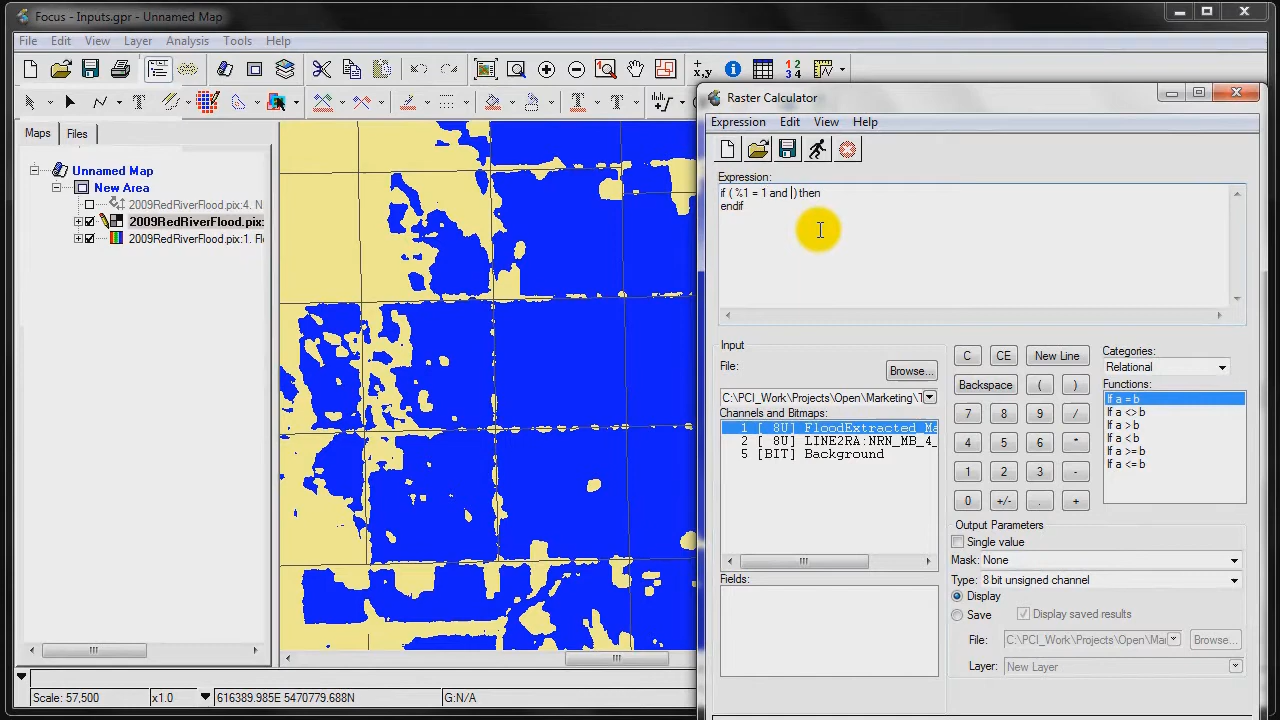 Focus - Inputs.gpr - Unnamed Map
File Edit View Layer Analysis Tools Help
Maps Files
Unnamed Map
New Area
2009RedRiverFlood.pix:4. N
2009RedRiverFlood.pix:
2009RedRiverFlood.pix:1. Fl
Scale: 57,500 x1.0 616389.985E 5470779.688N G:N/A
Raster Calculator
Expression Edit View Help
Expression:
if ( %1 = 1 and ) then
endif
Input
File:
Browse...
C:\PCI_Work\Projects\Open\Marketing\T
Channels and Bitmaps:
1 [ 8U] FloodExtracted Ma
2 [ 8U] LINE2RA:NRN_MB_4_
5 [BIT] Background
Fields:
C CE New Line
Backspace ( )
7 8 9 /
4 5 6 *
1 2 3 -
0 +/- . +
Categories:
Relational
Functions:
If a = b
If a <> b
If a > b
If a < b
If a >= b
If a <= b
Output Parameters
Single value
Mask: None
Type: 8 bit unsigned channel
Display
Save Display saved results
File: C:\PCI_Work\Projects\Open\Mar Browse...
Layer: New Layer